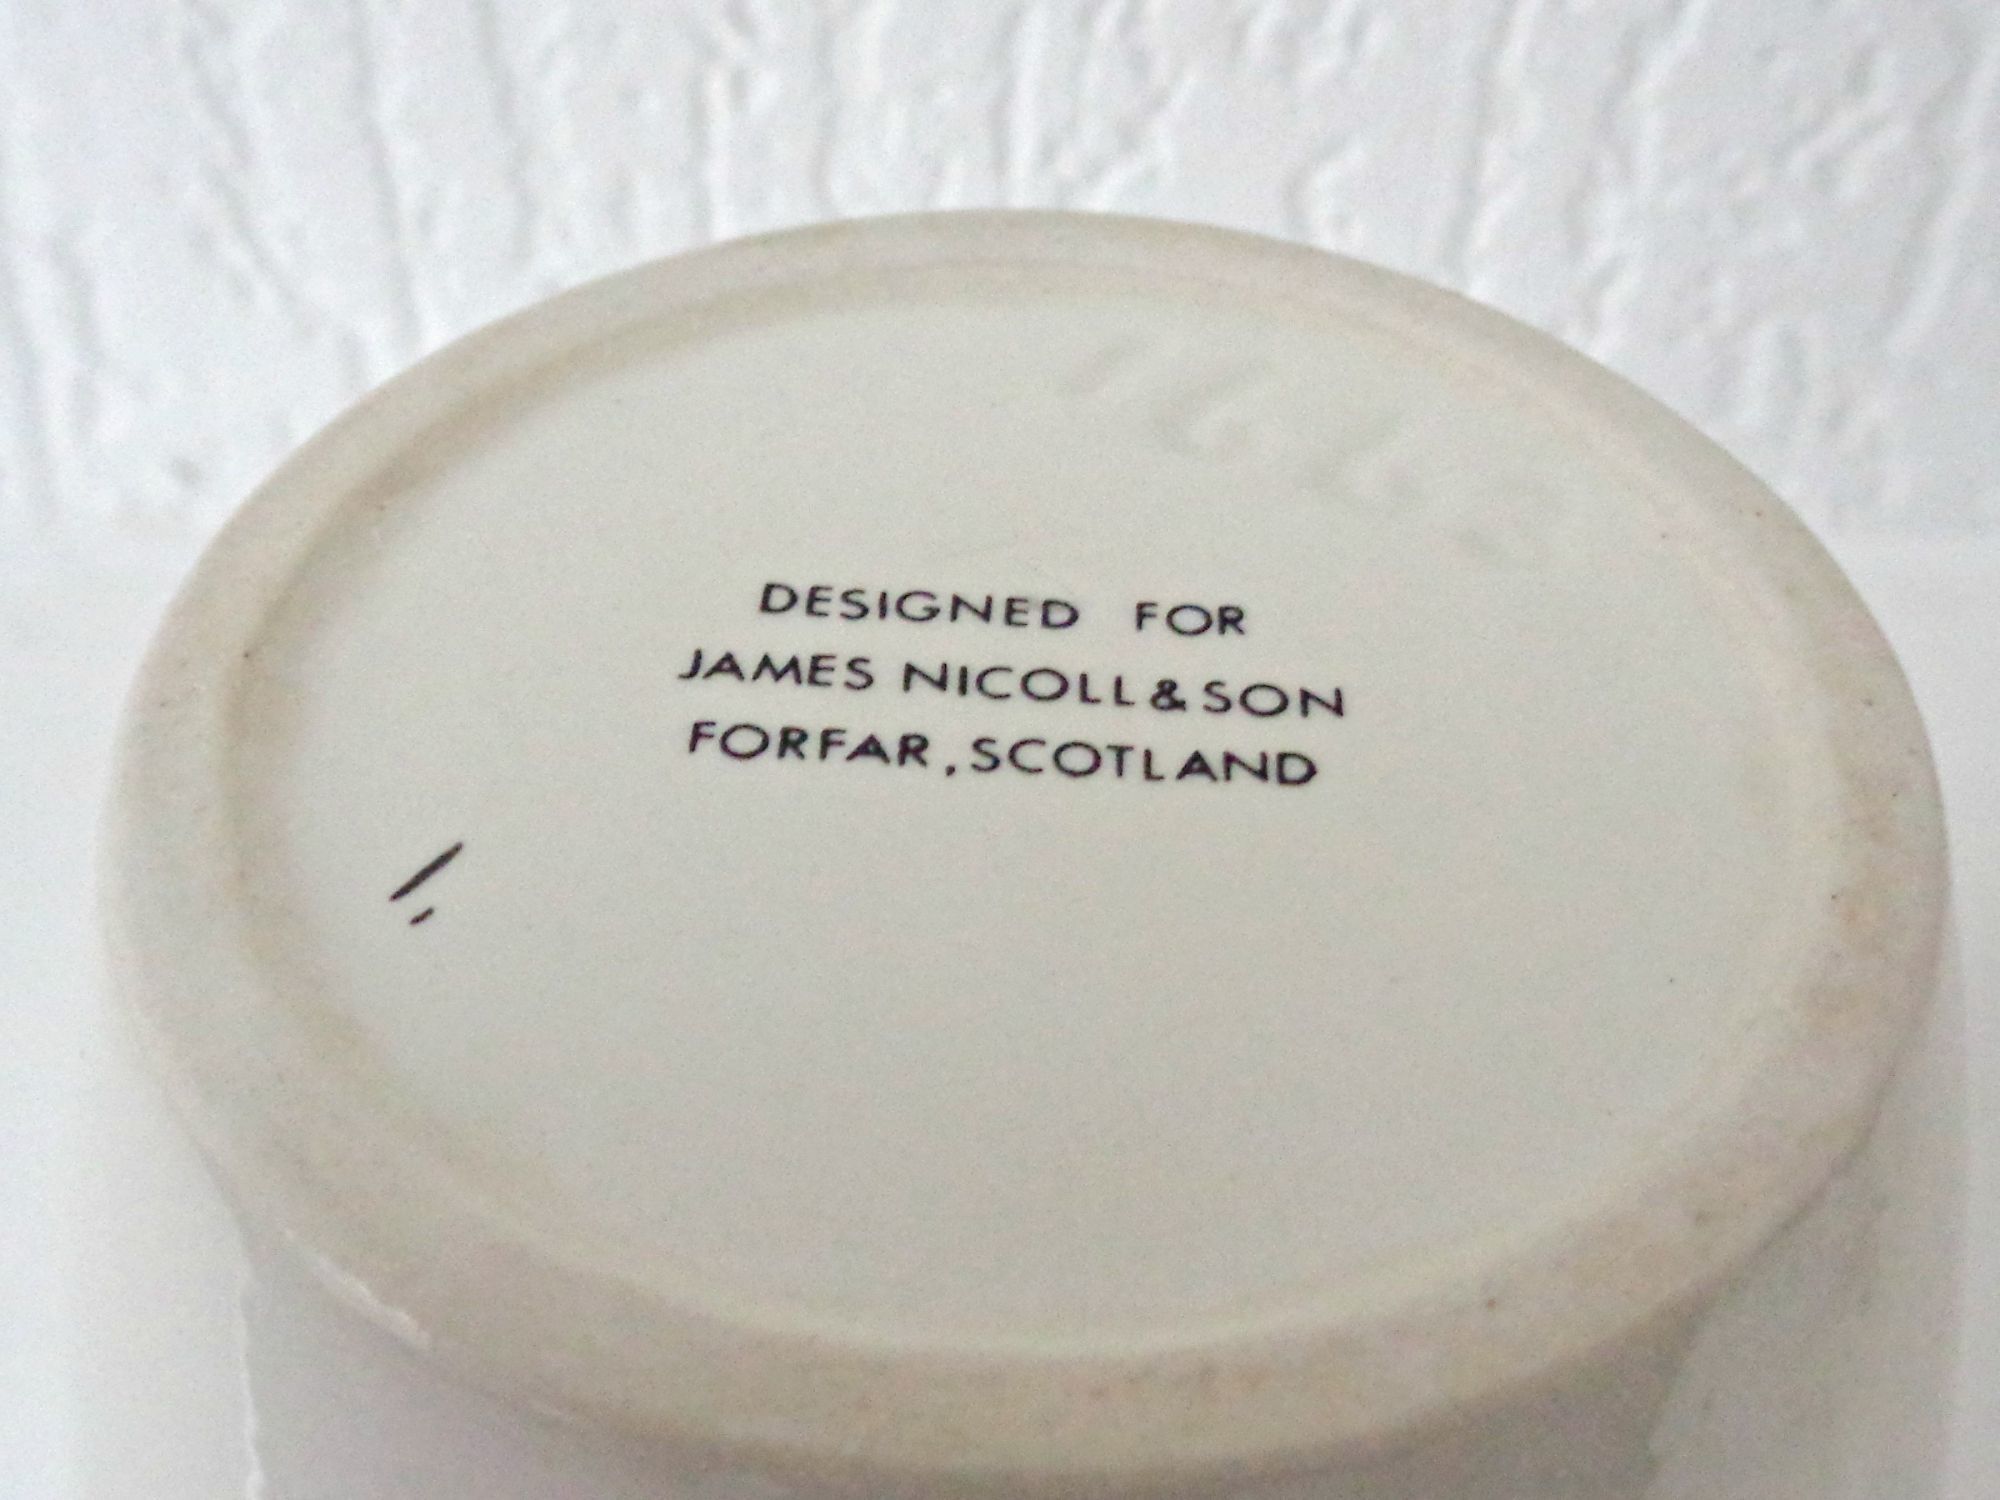 DESIGNED FOR
JAMES NICOLL & SON
FORFAR, SCOTLAND